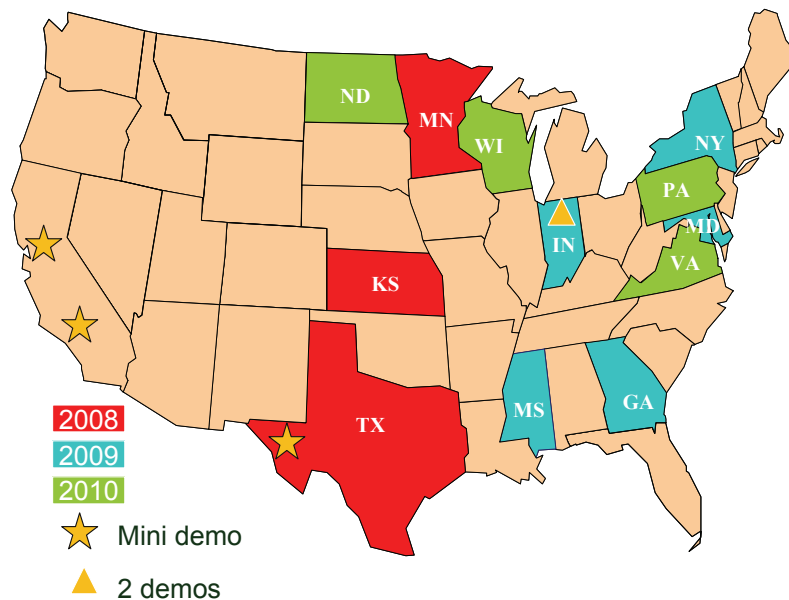 ND
MN
WI
NY
PA
MD
IN
VA
KS
MS
GA
TX
2008
2009
2010
Mini demo
2 demos